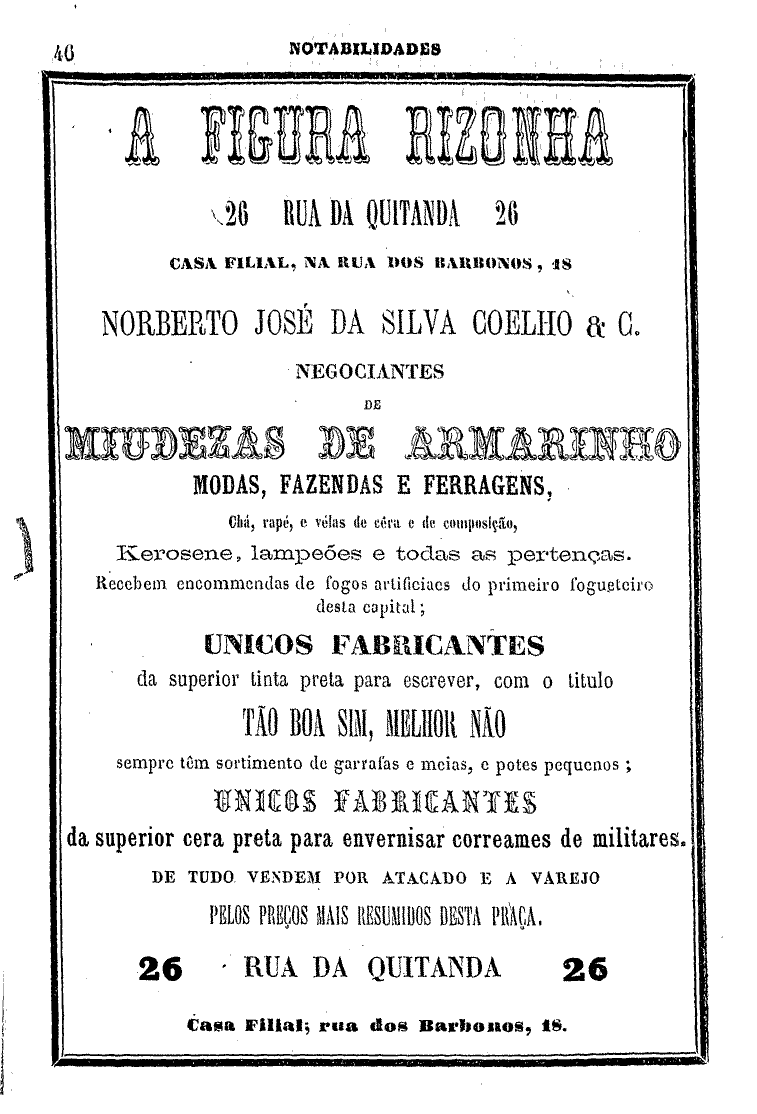 46
NOTABILIDADES
A FIGURA RIZONHA
26 RUA DA QUITANDA 26
CASA FILIAL, NA RUA DOS BARBONOS, 18
NORBERTO JOSÉ DA SILVA COELHO & C.
NEGOCIANTES
DE
MIUDEZAS DE ARMARINHO
MODAS, FAZENDAS E FERRAGENS,
Chá, rapé, e vélas de cêra e de composição,
Kerosene, lampeões e todas as pertenças.
Recebem encommendas de fogos artificiaes do primeiro fogueteiro
desta capital;
UNICOS FABRICANTES
da superior tinta preta para escrever, com o titulo
TÃO BOA SIM, MELHOR NÃO
sempre têm sortimento de garrafas e meias, e potes pequenos;
UNICOS FABRICANTES
da superior cera preta para envernisar correames de militares.
DE TUDO VENDEM POR ATACADO E A VAREJO
PELOS PREÇOS MAIS RESUMIDOS DESTA PRAÇA.
26 RUA DA QUITANDA 26
Casa Filial; rua dos Barbonos, 18.